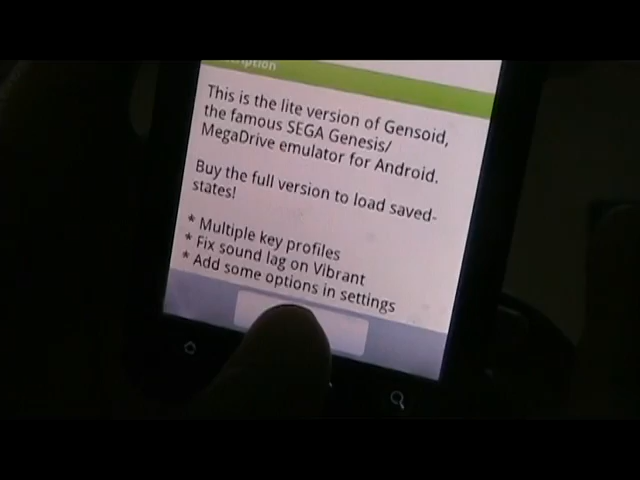 This is the lite version of Gensoid,
the famous SEGA Genesis/
MegaDrive emulator for Android.
Buy the full version to load saved-
states!
* Multiple key profiles
* Fix sound lag on Vibrant
* Add some options in settings